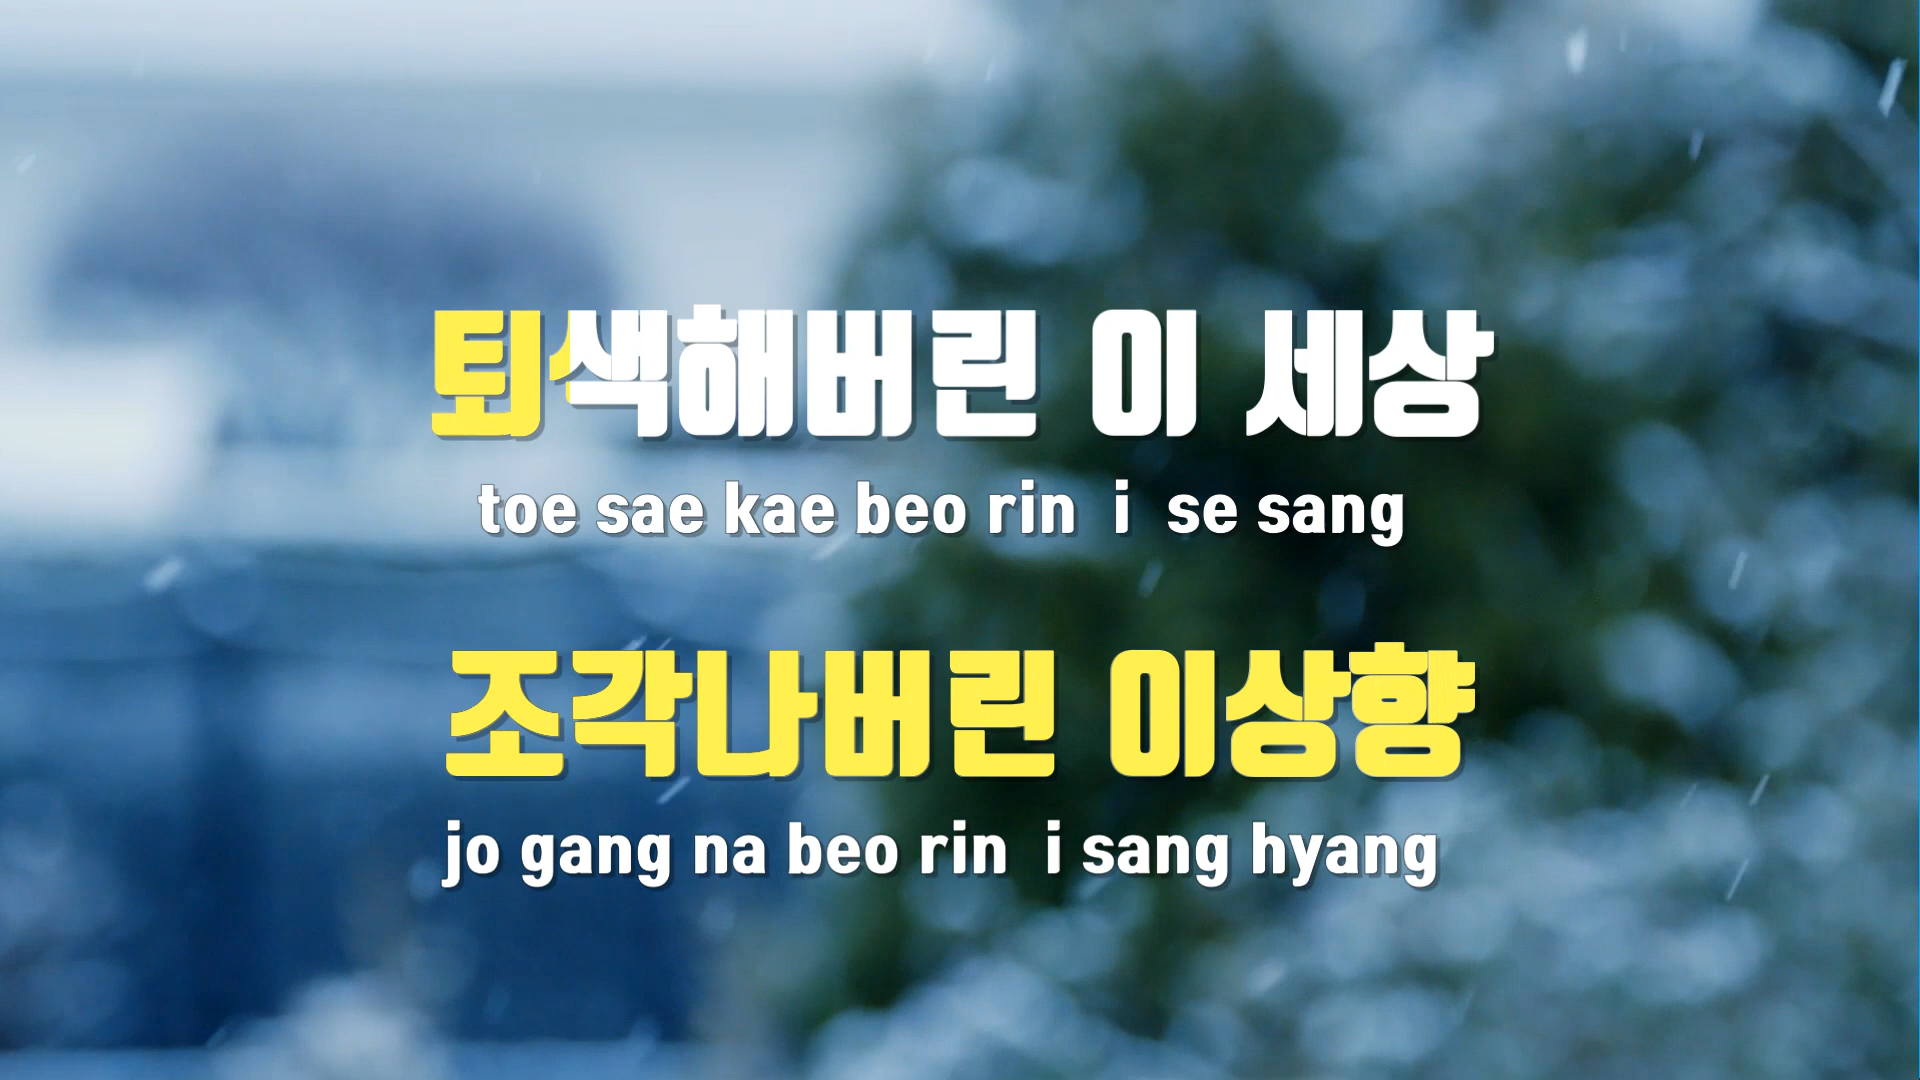 퇴색해버린 이 세상
toe sae kae beo rin i se sang
조각나버린 이상향
jo gang na beo rin i sang hyang